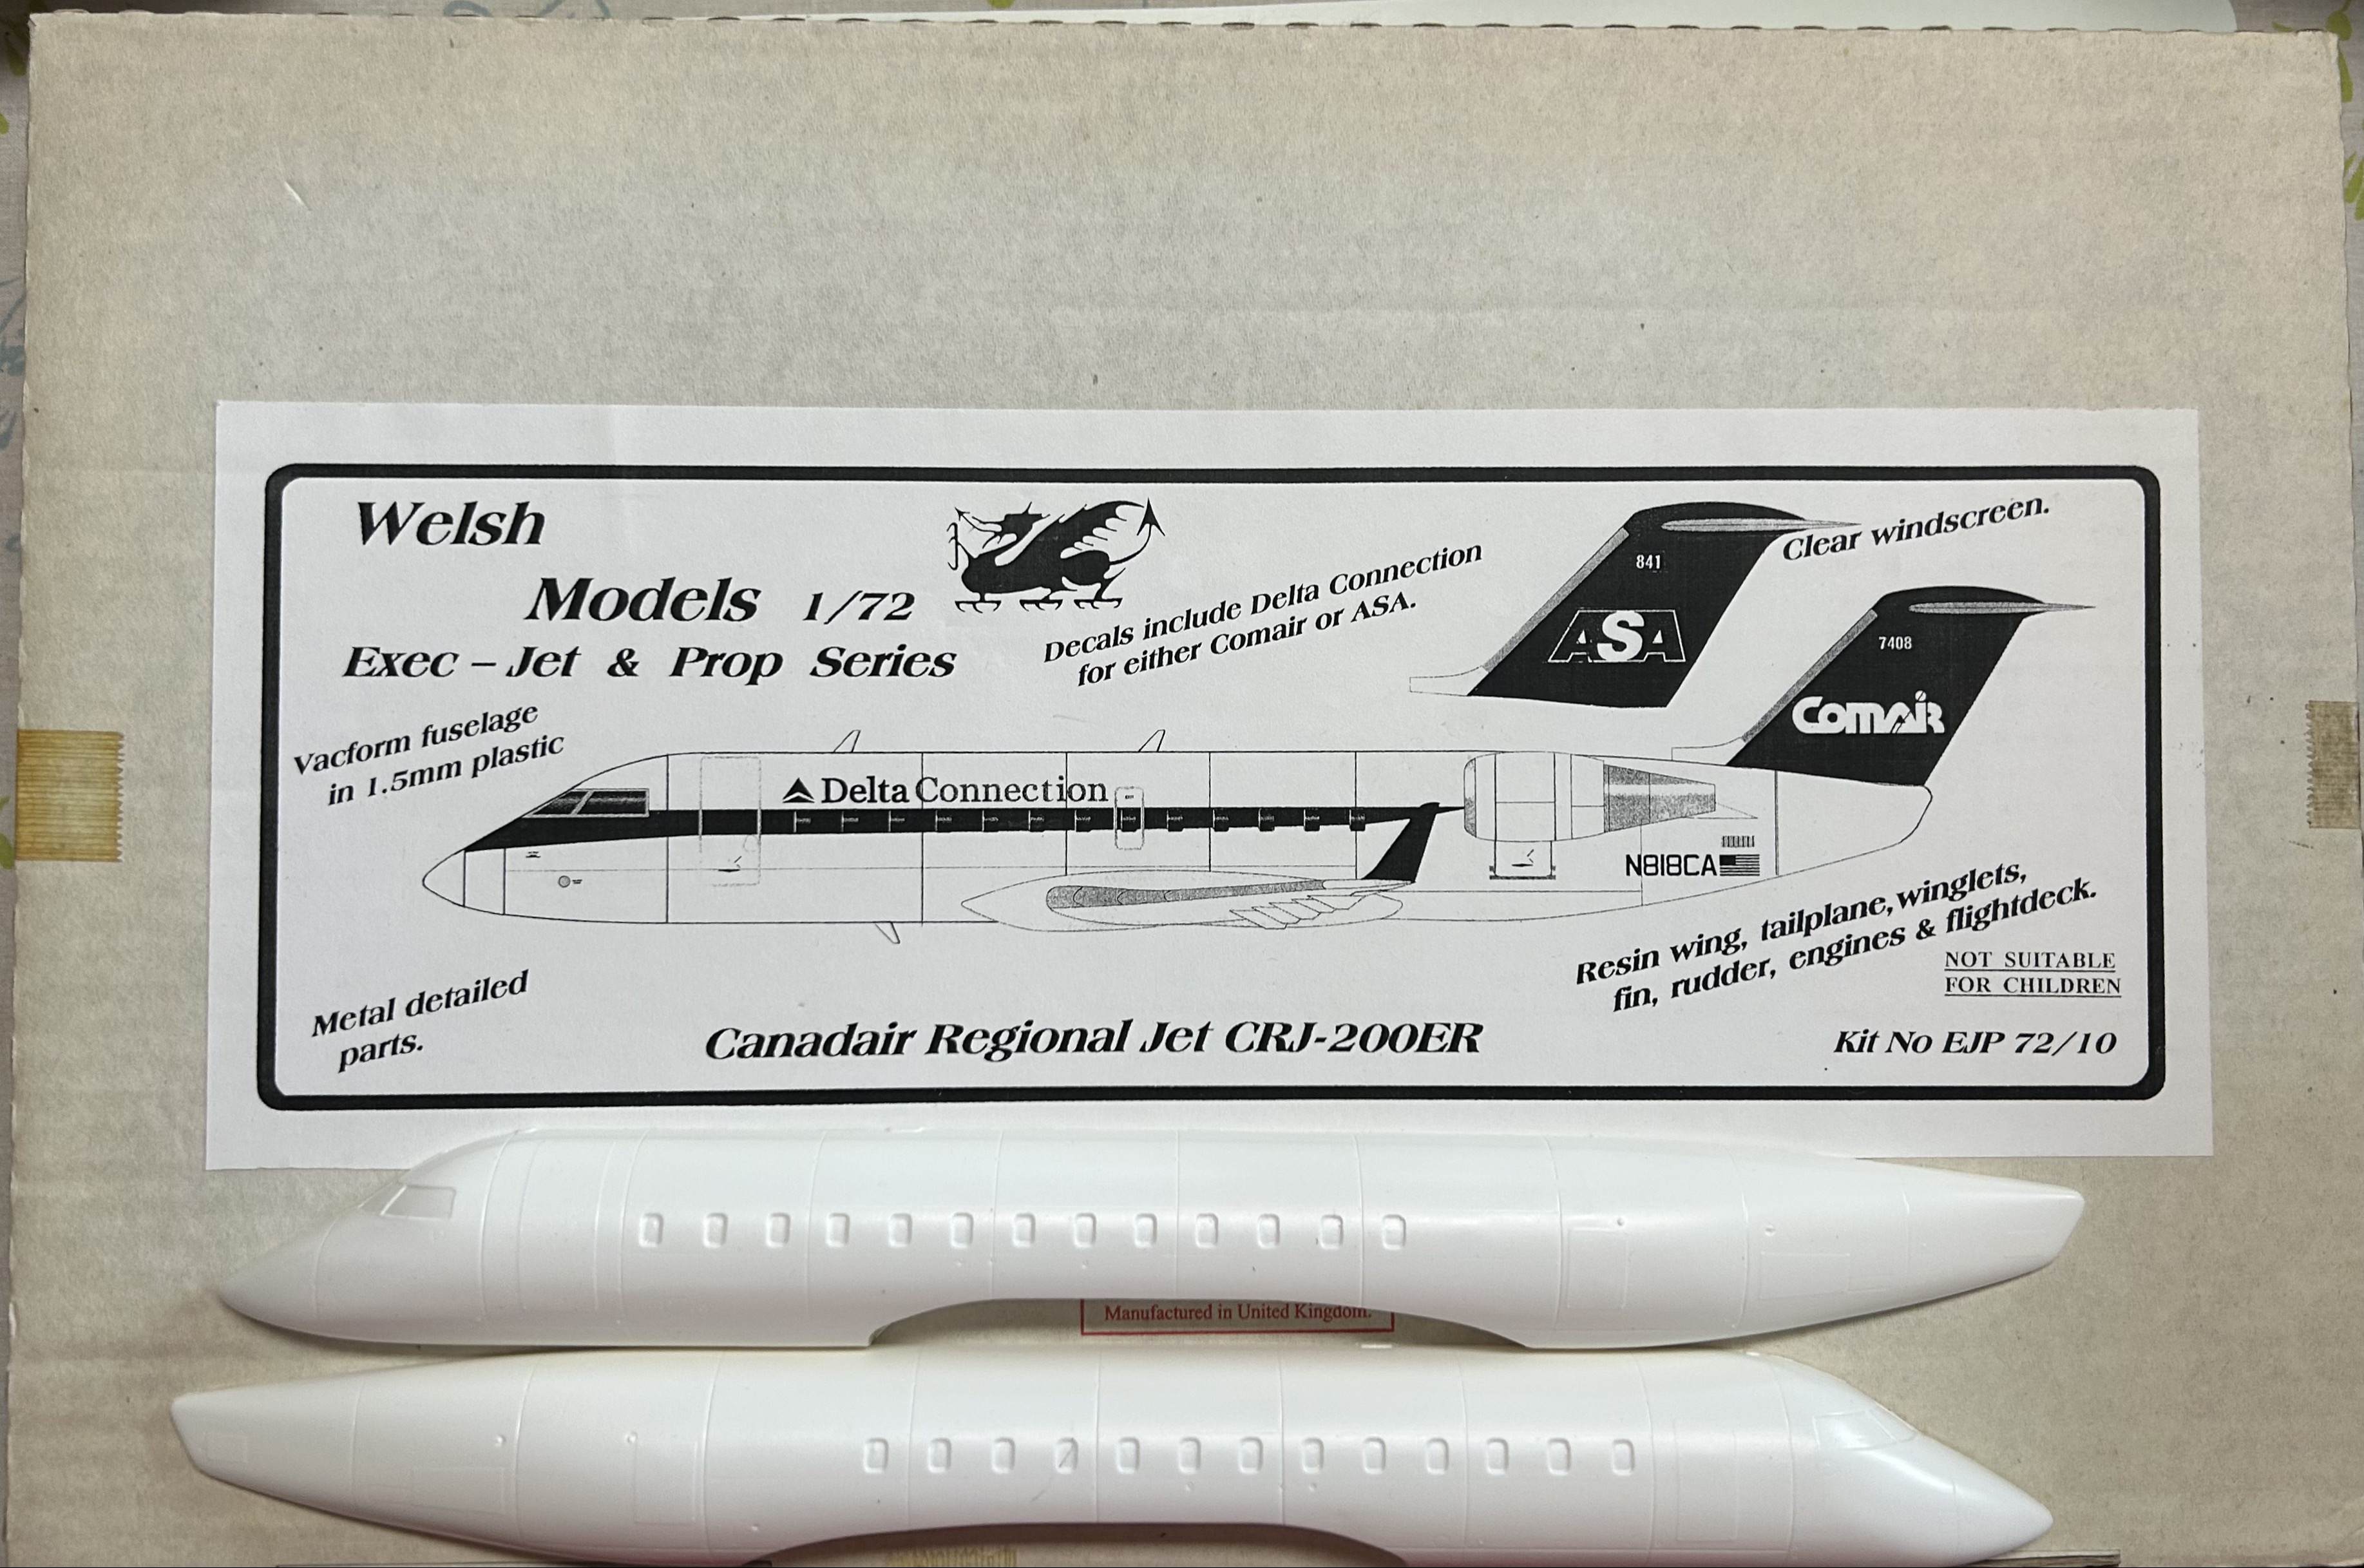 Welsh
Models 1/72
Exec - Jet & Prop Series
Decals include Delta Connection
for either Comair or ASA.
841
ASA
Clear windscreen.
7408
Comair
Vacform fuselage
in 1.5mm plastic
Delta Connection
N818CA
Resin wing, tailplane, winglets,
fin, rudder, engines & flightdeck.
NOT SUITABLE
FOR CHILDREN
Metal detailed
parts.
Canadair Regional Jet CRJ-200ER
Kit No EJP 72/10
Manufactured in United Kingdom.